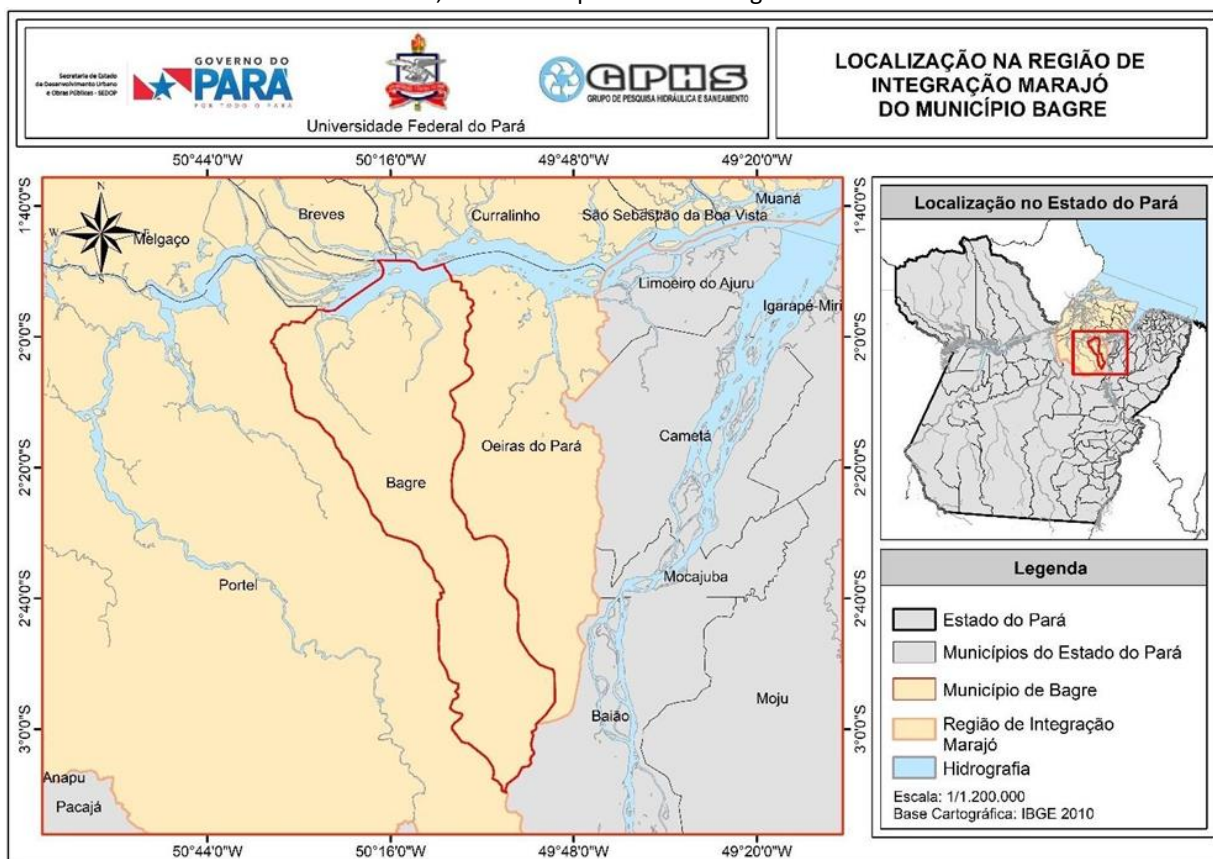 Secretaria de Estado
de Desenvolvimento Urbano
e Obras Públicas - SEDOP
GOVERNO DO
PARÁ
POR TODO O PARÁ
Universidade Federal do Pará
GPHS
GRUPO DE PESQUISA HIDRÁULICA E SANEAMENTO
LOCALIZAÇÃO NA REGIÃO DE
INTEGRAÇÃO MARAJÓ
DO MUNICÍPIO BAGRE
50°44'0"W 50°16'0"W 49°48'0"W 49°20'0"W
1°40'0"S
2°0'0"S
2°20'0"S
2°40'0"S
3°0'0"S
N
W
E
S
Melgaço
Breves
Curralinho
São Sebastião da Boa Vista
Muaná
Limoeiro do Ajuru
Igarapé-Miri
Cametá
Oeiras do Pará
Bagre
Portel
Mocajuba
Baião
Moju
Anapu
Pacajá
1°40'0"S
2°0'0"S
2°20'0"S
2°40'0"S
3°0'0"S
50°44'0"W 50°16'0"W 49°48'0"W 49°20'0"W
Localização no Estado do Pará
Legenda
Estado do Pará
Municípios do Estado do Pará
Município de Bagre
Região de Integração
Marajó
Hidrografia
Escala: 1/1.200.000
Base Cartográfica: IBGE 2010